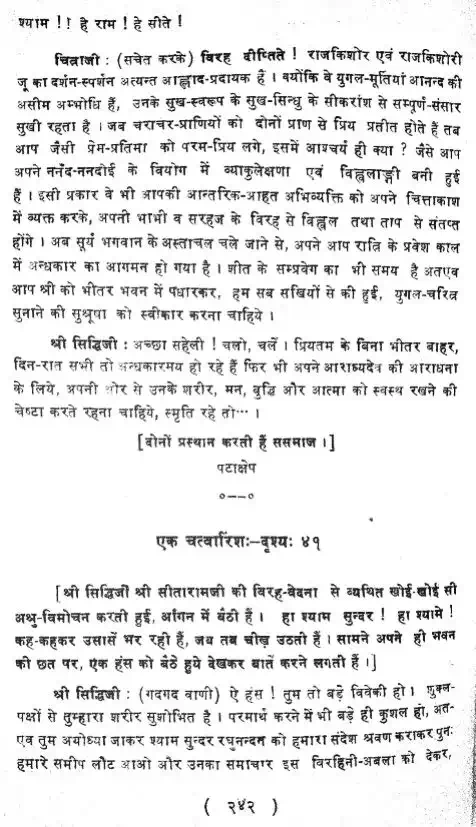 श्याम ! ! हे राम ! हे सीते !
चित्राजी : (सचेत करके) विरह दीप्तिते ! राजकिशोर एवं राजकिशोरी
जू का दर्शन-स्पर्शन अत्यन्त आह्लाद-प्रदायक है । क्योंकि वे युगल-मूर्तियां आनन्द की
असीम अम्भोधि हैं, उनके सुख-स्वरूप के सुख-सिन्धु के सीकरांश से सम्पूर्ण-संसार
सुखी रहता है । जब चराचर-प्राणियों को दोनों प्राण से प्रिय प्रतीत होते हैं तब
आप जैसी प्रेम-प्रतिमा को परम-प्रिय लगे, इसमें आश्चर्य ही क्या ? जैसे आप
अपने ननँद-ननदोई के वियोग में व्याकुलेक्षणा एवं विह्वलाङ्गी बनी हुई
हैं । इसी प्रकार वे भी आपकी आन्तरिक-आहत अभिव्यक्ति को अपने चित्ताकाश
में व्यक्त करके, अपनी भाभी व सरहज के विरह से विह्वल तथा ताप से संतप्त
होंगे । अब सूर्य भगवान के अस्ताचल चले जाने से, अपने आप रात्रि के प्रवेश काल
में अन्धकार का आगमन हो गया है । शीत के सम्प्रवेग का भी समय है अतएव
आप श्री को भीतर भवन में पधारकर, हम सब सखियों से की हुई, युगल-चरित्र
सुनाने की सुश्रूषा को स्वीकार करना चाहिये ।
श्री सिद्धिजी : अच्छा सहेली ! चलो, चलें । प्रियतम के बिना भीतर बाहर,
दिन-रात सभी तो अन्धकारमय हो रहे हैं फिर भी अपने आराध्यदेव की आराधना
के लिये, अपनी ओर से उनके शरीर, मन, बुद्धि और आत्मा को स्वस्थ रखने की
चेष्टा करते रहना चाहिये, स्मृति रहे तो··· ।
[दोनों प्रस्थान करती हैं ससमाज ।]
पटाक्षेप
०--०
एक चत्वारिंशः-दृश्यः ४१
[श्री सिद्धिजी श्री सीतारामजी की विरह-वेदना से व्यथित खोई-खोई सी
अश्रु-विमोचन करती हुई, आँगन में बैठी हैं । हा श्याम सुन्दर ! हा श्यामे !
कह-कहकर उसासें भर रही हैं, जब तब चीख उठती हैं । सामने अपने ही भवन
की छत पर, एक हंस को बैठे हुये देखकर बातें करने लगती हैं ।]
श्री सिद्धिजी : (गदगद वाणी) ऐ हंस ! तुम तो बड़े विवेकी हो । शुक्ल-
पक्षों से तुम्हारा शरीर सुशोभित है । परमार्थ करने में भी बड़े ही कुशल हो, अत-
एव तुम अयोध्या जाकर श्याम सुन्दर रघुनन्दन को हमारा संदेश श्रवण कराकर पुनः
हमारे समीप लौट आओ और उनका समाचार इस विरहिनी-अबला को देकर,
( २४२ )